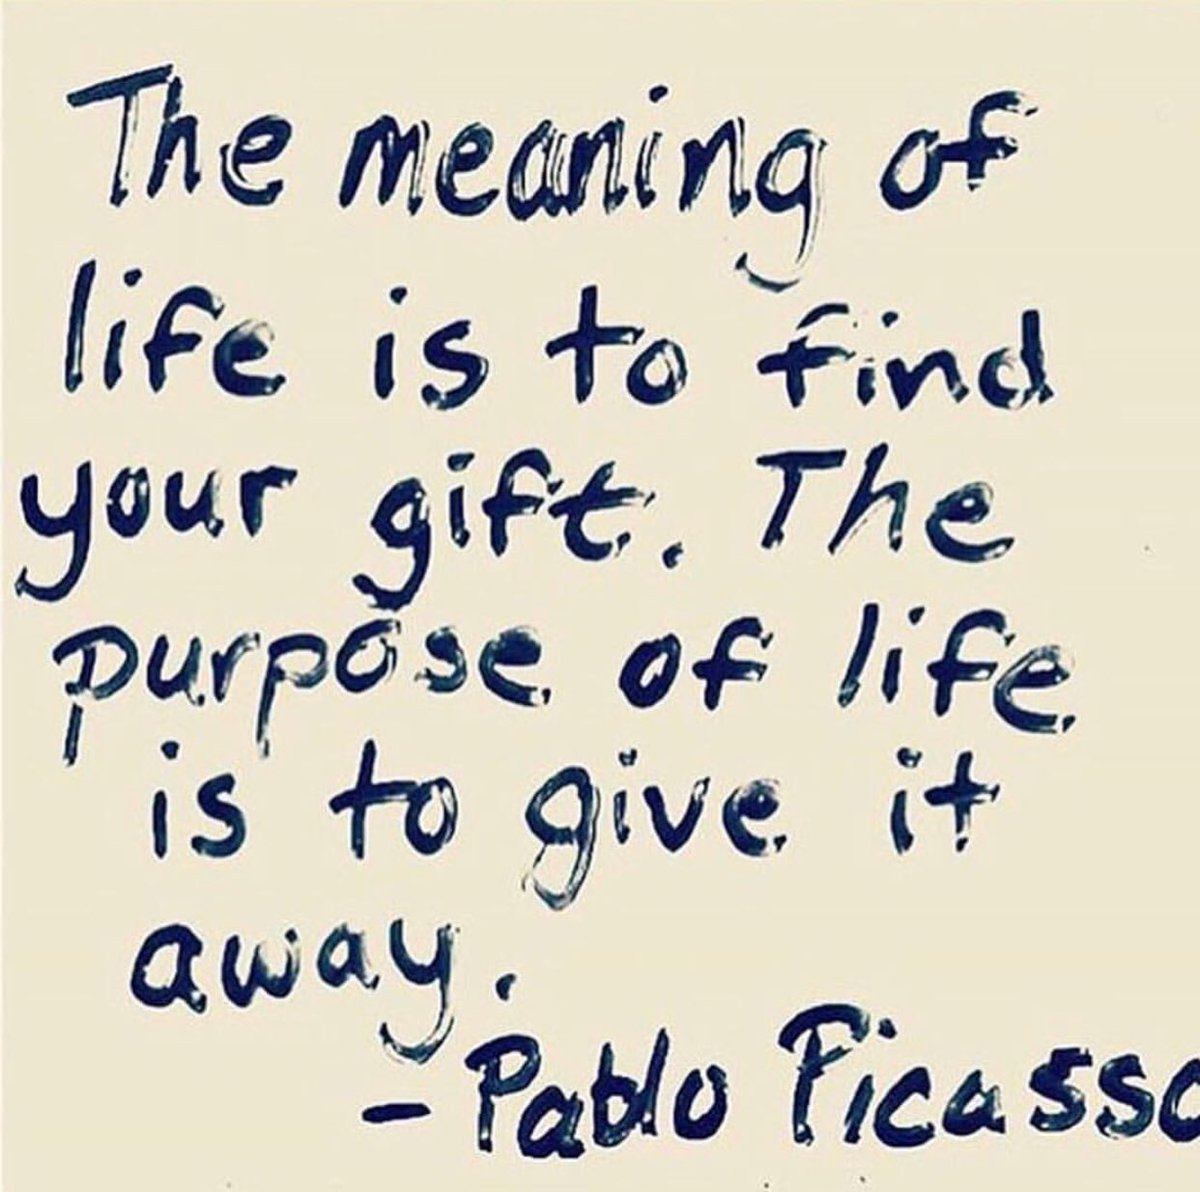 The meaning of
life is to find
your gift. The
purpose of life
is to give it
away.
- Pablo Picasso